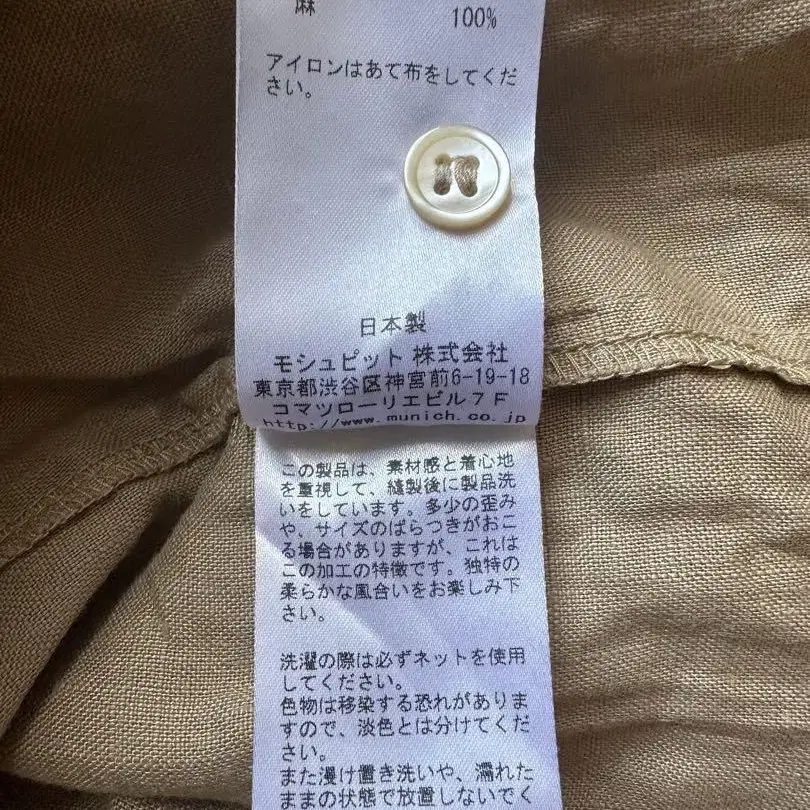 麻
100%
アイロンはあて布をしてくだ
さい。
日本製
モシュピット 株式会社
東京都渋谷区神宮前6-19-18
コマツローリエビル7F
http://www.munich.co.jp
この製品は、素材感と着心地
を重視して、縫製後に製品洗
いをしています。多少の歪み
や、サイズのばらつきがおこ
る場合がありますが、これは
この加工の特徴です。独特の
柔らかな風合いをお楽しみ下
さい。
洗濯の際は必ずネットを使用
してください。
色物は移染する恐れがありま
すので、淡色とは分けてくだ
さい。
また漫け置き洗いや、濡れた
ままの状態で放置しないでく